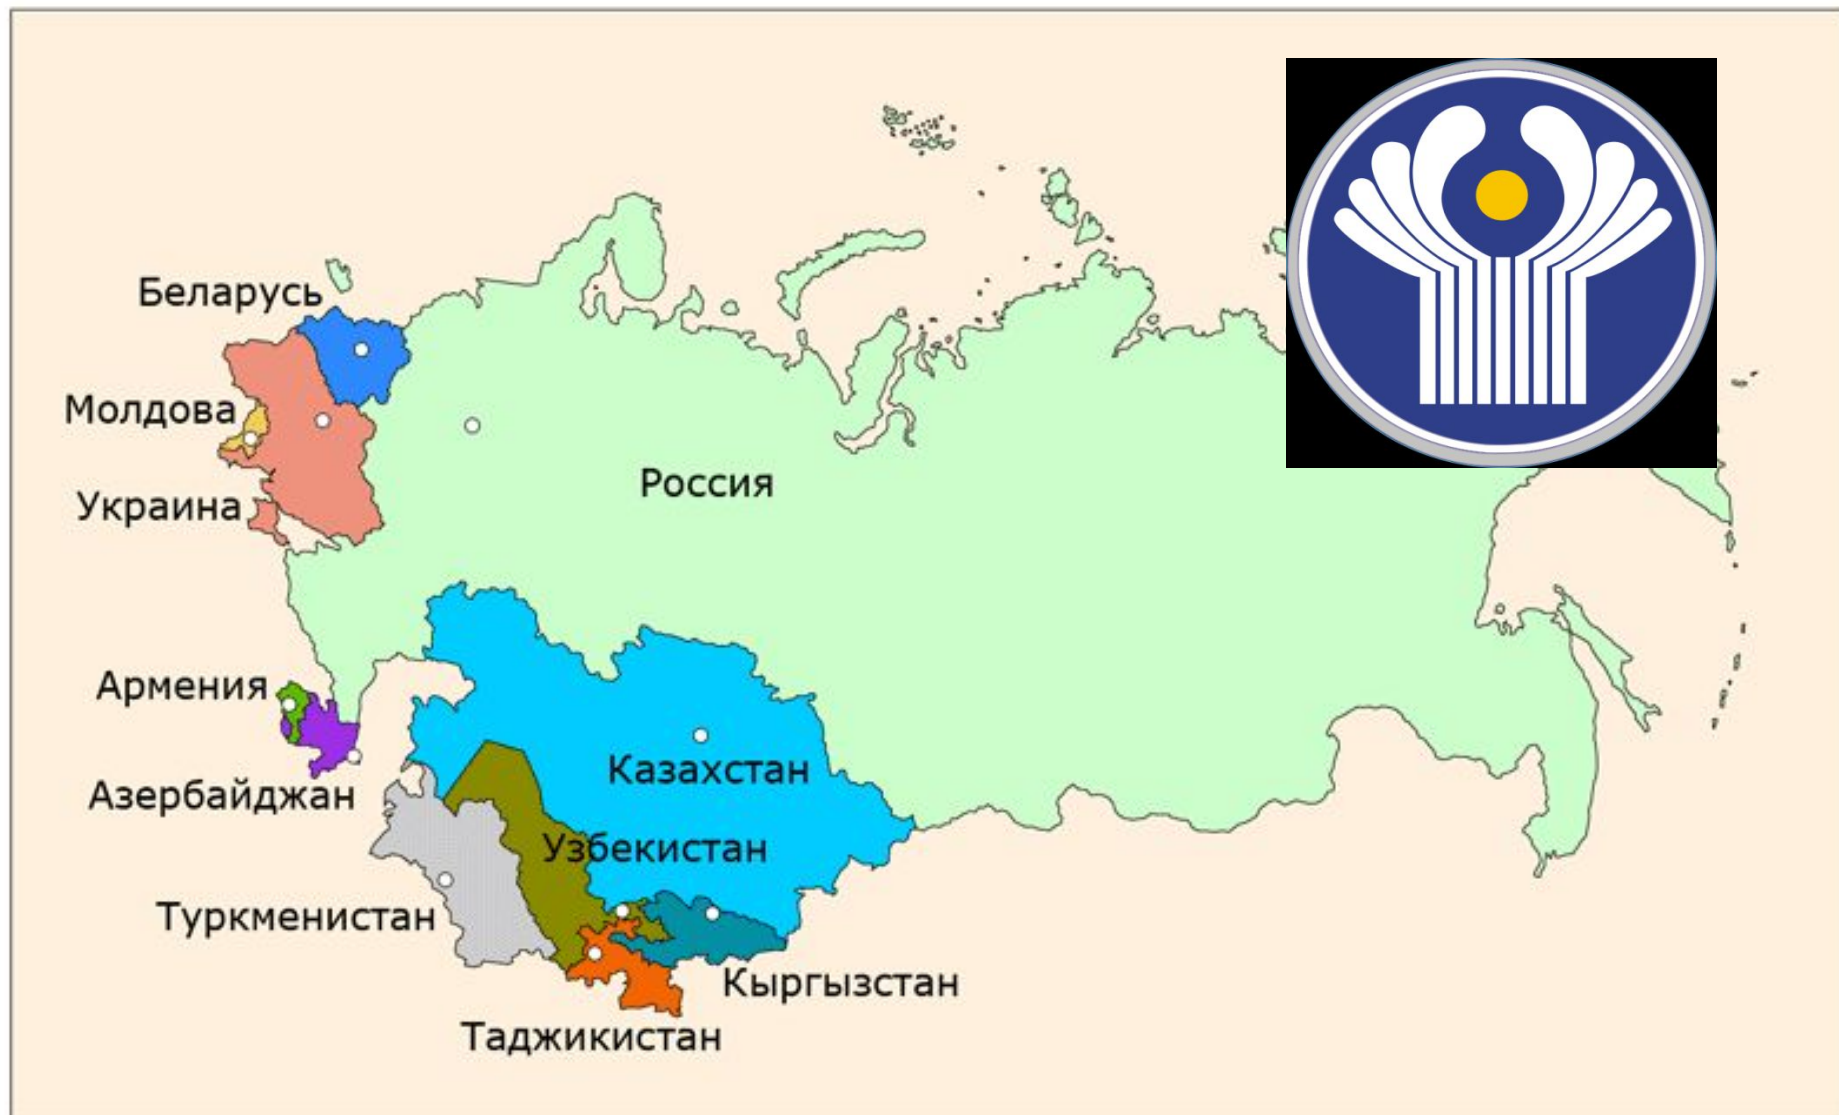 Беларусь
Молдова
Россия
Украина
Армения
Казахстан
Азербайджан
Узбекистан
Туркменистан
Кыргызстан
Таджикистан